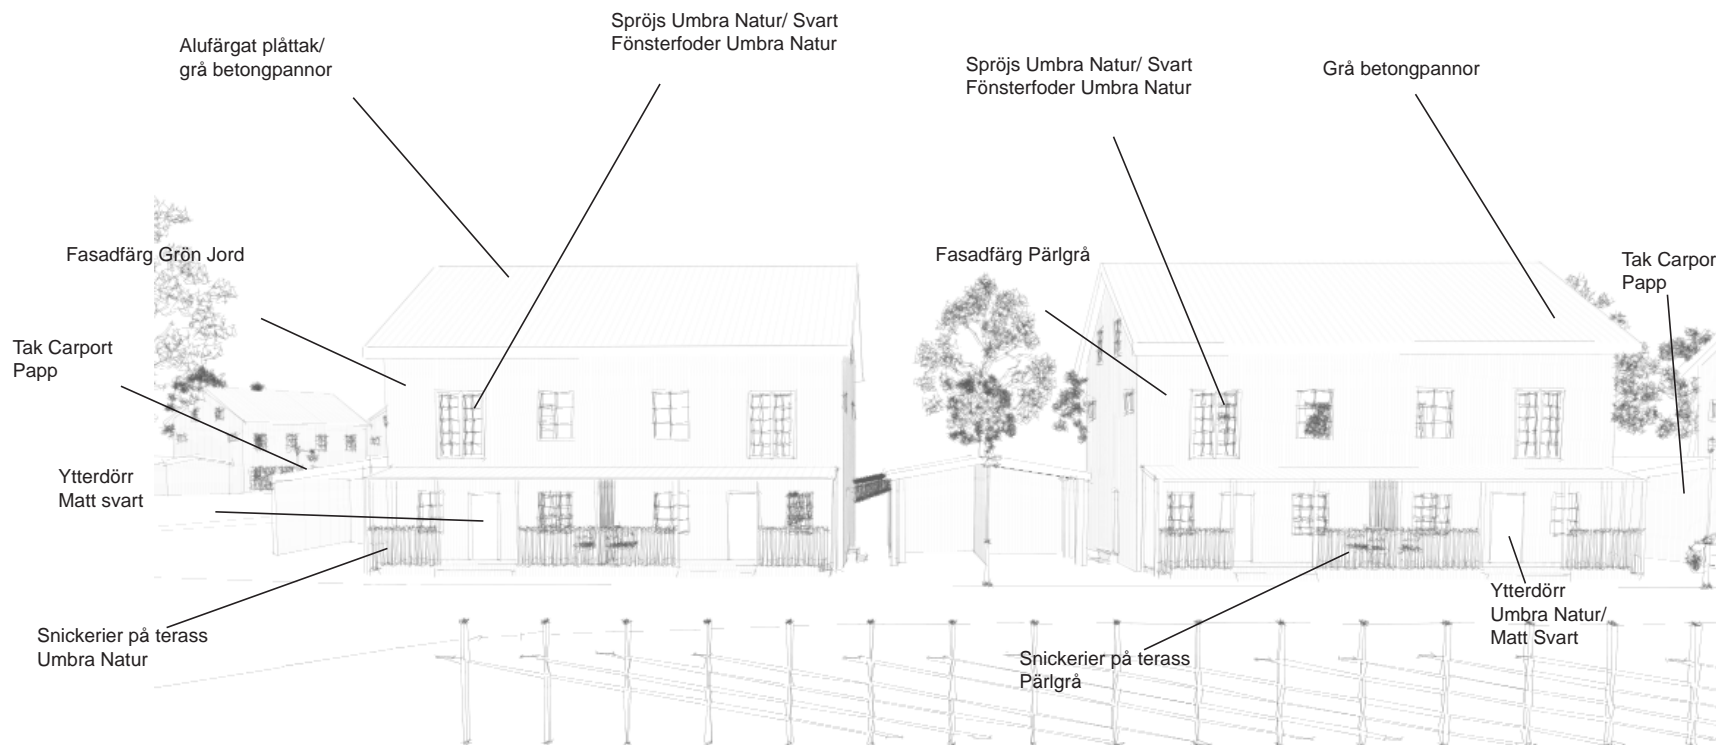 Alufärgat plåttak/
grå betongpannor
Spröjs Umbra Natur/ Svart
Fönsterfoder Umbra Natur
Spröjs Umbra Natur/ Svart
Fönsterfoder Umbra Natur
Grå betongpannor
Fasadfärg Grön Jord
Fasadfärg Pärlgrå
Tak Carpor
Papp
Tak Carport
Papp
Ytterdörr
Matt svart
Snickerier på terass
Umbra Natur
Snickerier på terass
Pärlgrå
Ytterdörr
Umbra Natur/
Matt Svart